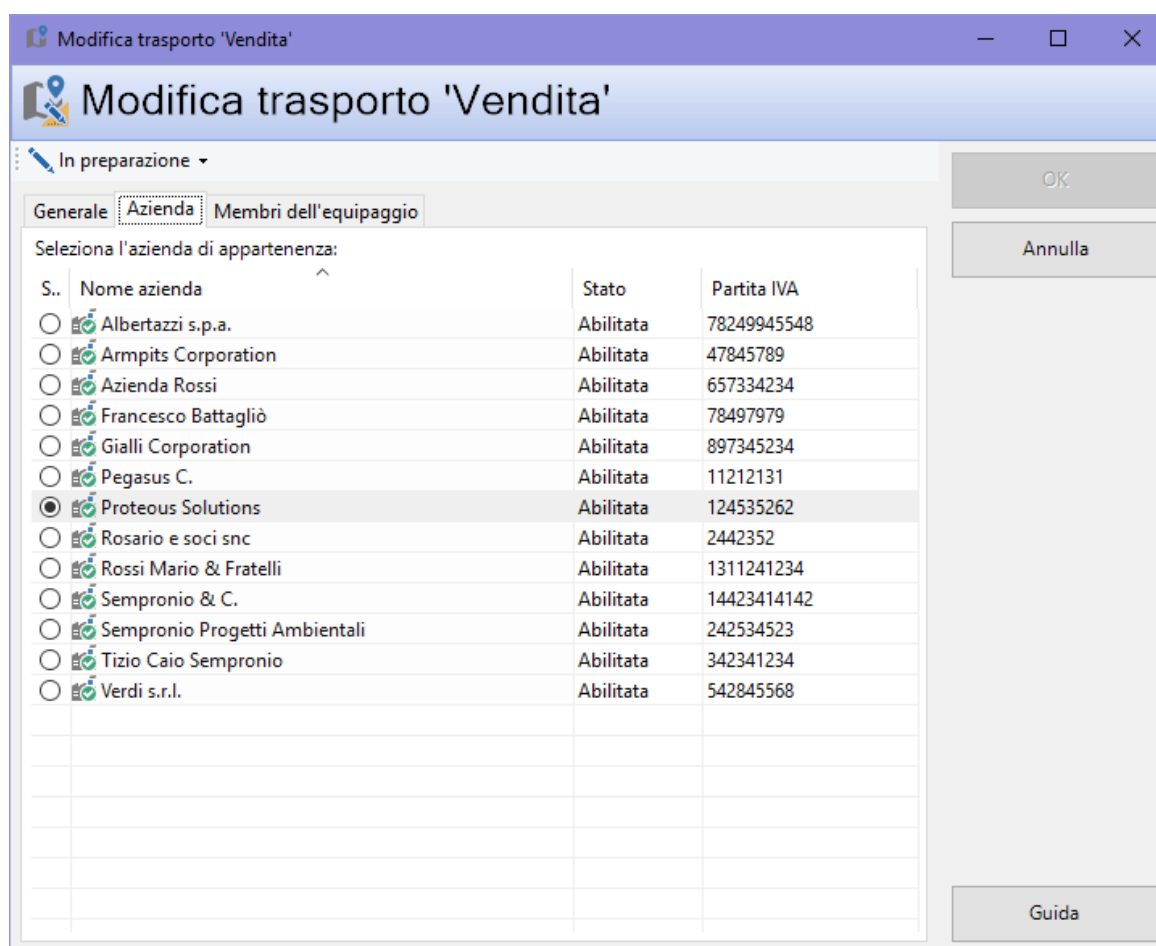 Modifica trasporto 'Vendita'
Modifica trasporto 'Vendita'
In preparazione
OK
Generale Azienda Membri dell'equipaggio
Annulla
Seleziona l'azienda di appartenenza:
S.. Nome azienda Stato Partita IVA
Albertazzi s.p.a. Abilitata 78249945548
Armpits Corporation Abilitata 47845789
Azienda Rossi Abilitata 657334234
Francesco Battagliò Abilitata 78497979
Gialli Corporation Abilitata 897345234
Pegasus C. Abilitata 11212131
Proteous Solutions Abilitata 124535262
Rosario e soci snc Abilitata 2442352
Rossi Mario & Fratelli Abilitata 1311241234
Sempronio & C. Abilitata 14423414142
Sempronio Progetti Ambientali Abilitata 242534523
Tizio Caio Sempronio Abilitata 342341234
Verdi s.r.l. Abilitata 542845568
Guida